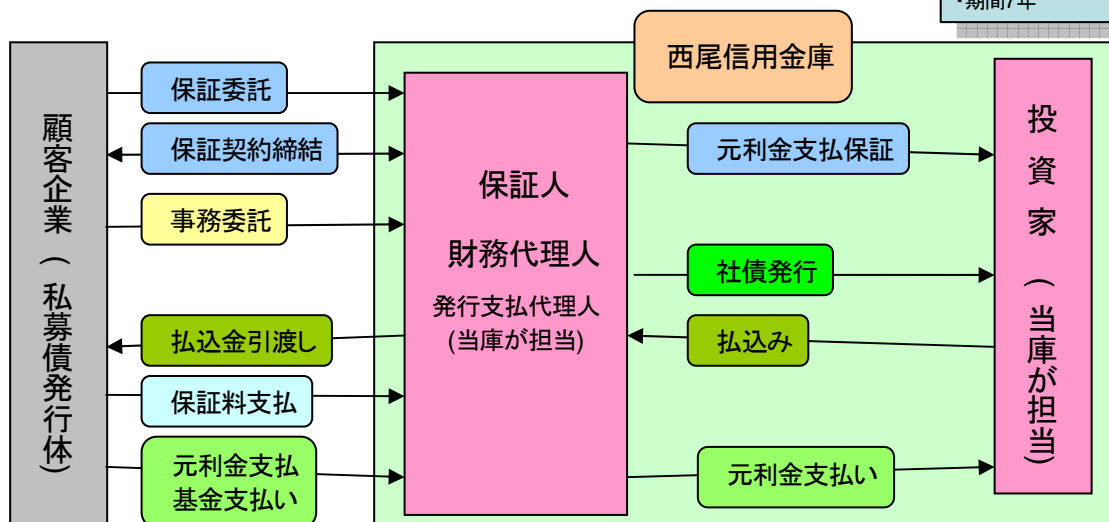 ・期間7年
西尾信用金庫
顧客企業（私募債発行体）
保証委託
保証契約締結
事務委託
払込金引渡し
保証料支払
元利金支払
基金支払い
保証人
財務代理人
発行支払代理人
(当庫が担当)
元利金支払保証
社債発行
払込み
元利金支払い
投資家（当庫が担当）